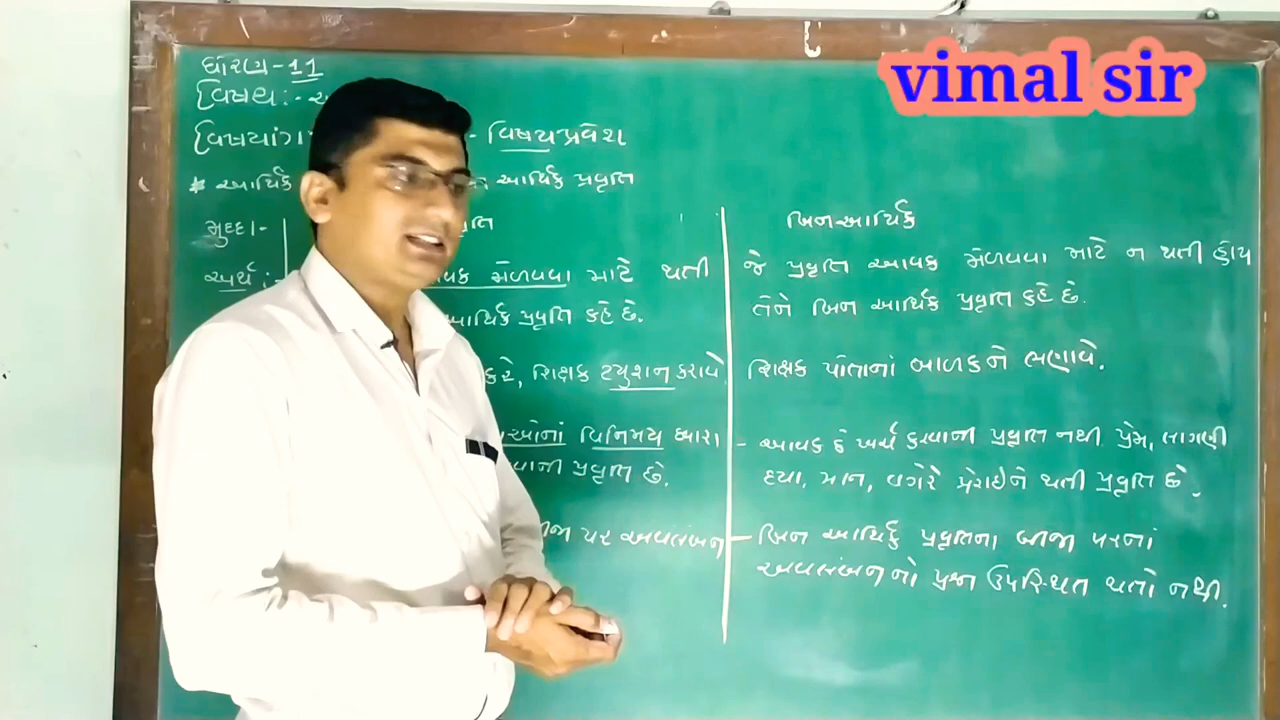 vimal sir
ધોરણ-11
વિષય:-
વિષયાંગ - વિષયપ્રવેશ
* આર્થિક આર્થિક પ્રવૃતિ
મુદ્દા- બિનઆર્થિક
અર્થ:- મેળવવા માટે થતી
આર્થિક પ્રવૃતિ કહે છે.
જે પ્રવૃતિ આવક મેળવવા માટે ન થતી હોય
તેને બિન આર્થિક પ્રવૃતિ કહે છે.
કરે, શિક્ષક ટ્યુશન કરાવે
શિક્ષક પોતાનાં બાળકને ભણાવે.
વિનિમય દ્વારા
પ્રવૃતિ છે.
- આવક કે ખર્ચ કરવાની પ્રવૃતિ નથી. પ્રેમ, લાગણી
દયા, માન, વગેરે પ્રેરાઈને થતી પ્રવૃતિ છે.
પર અવલંબન
- બિન આર્થિક પ્રવૃતિના બીજા પરનાં
અવલંબનનો પ્રશ્ન ઉપસ્થિત થતો નથી.